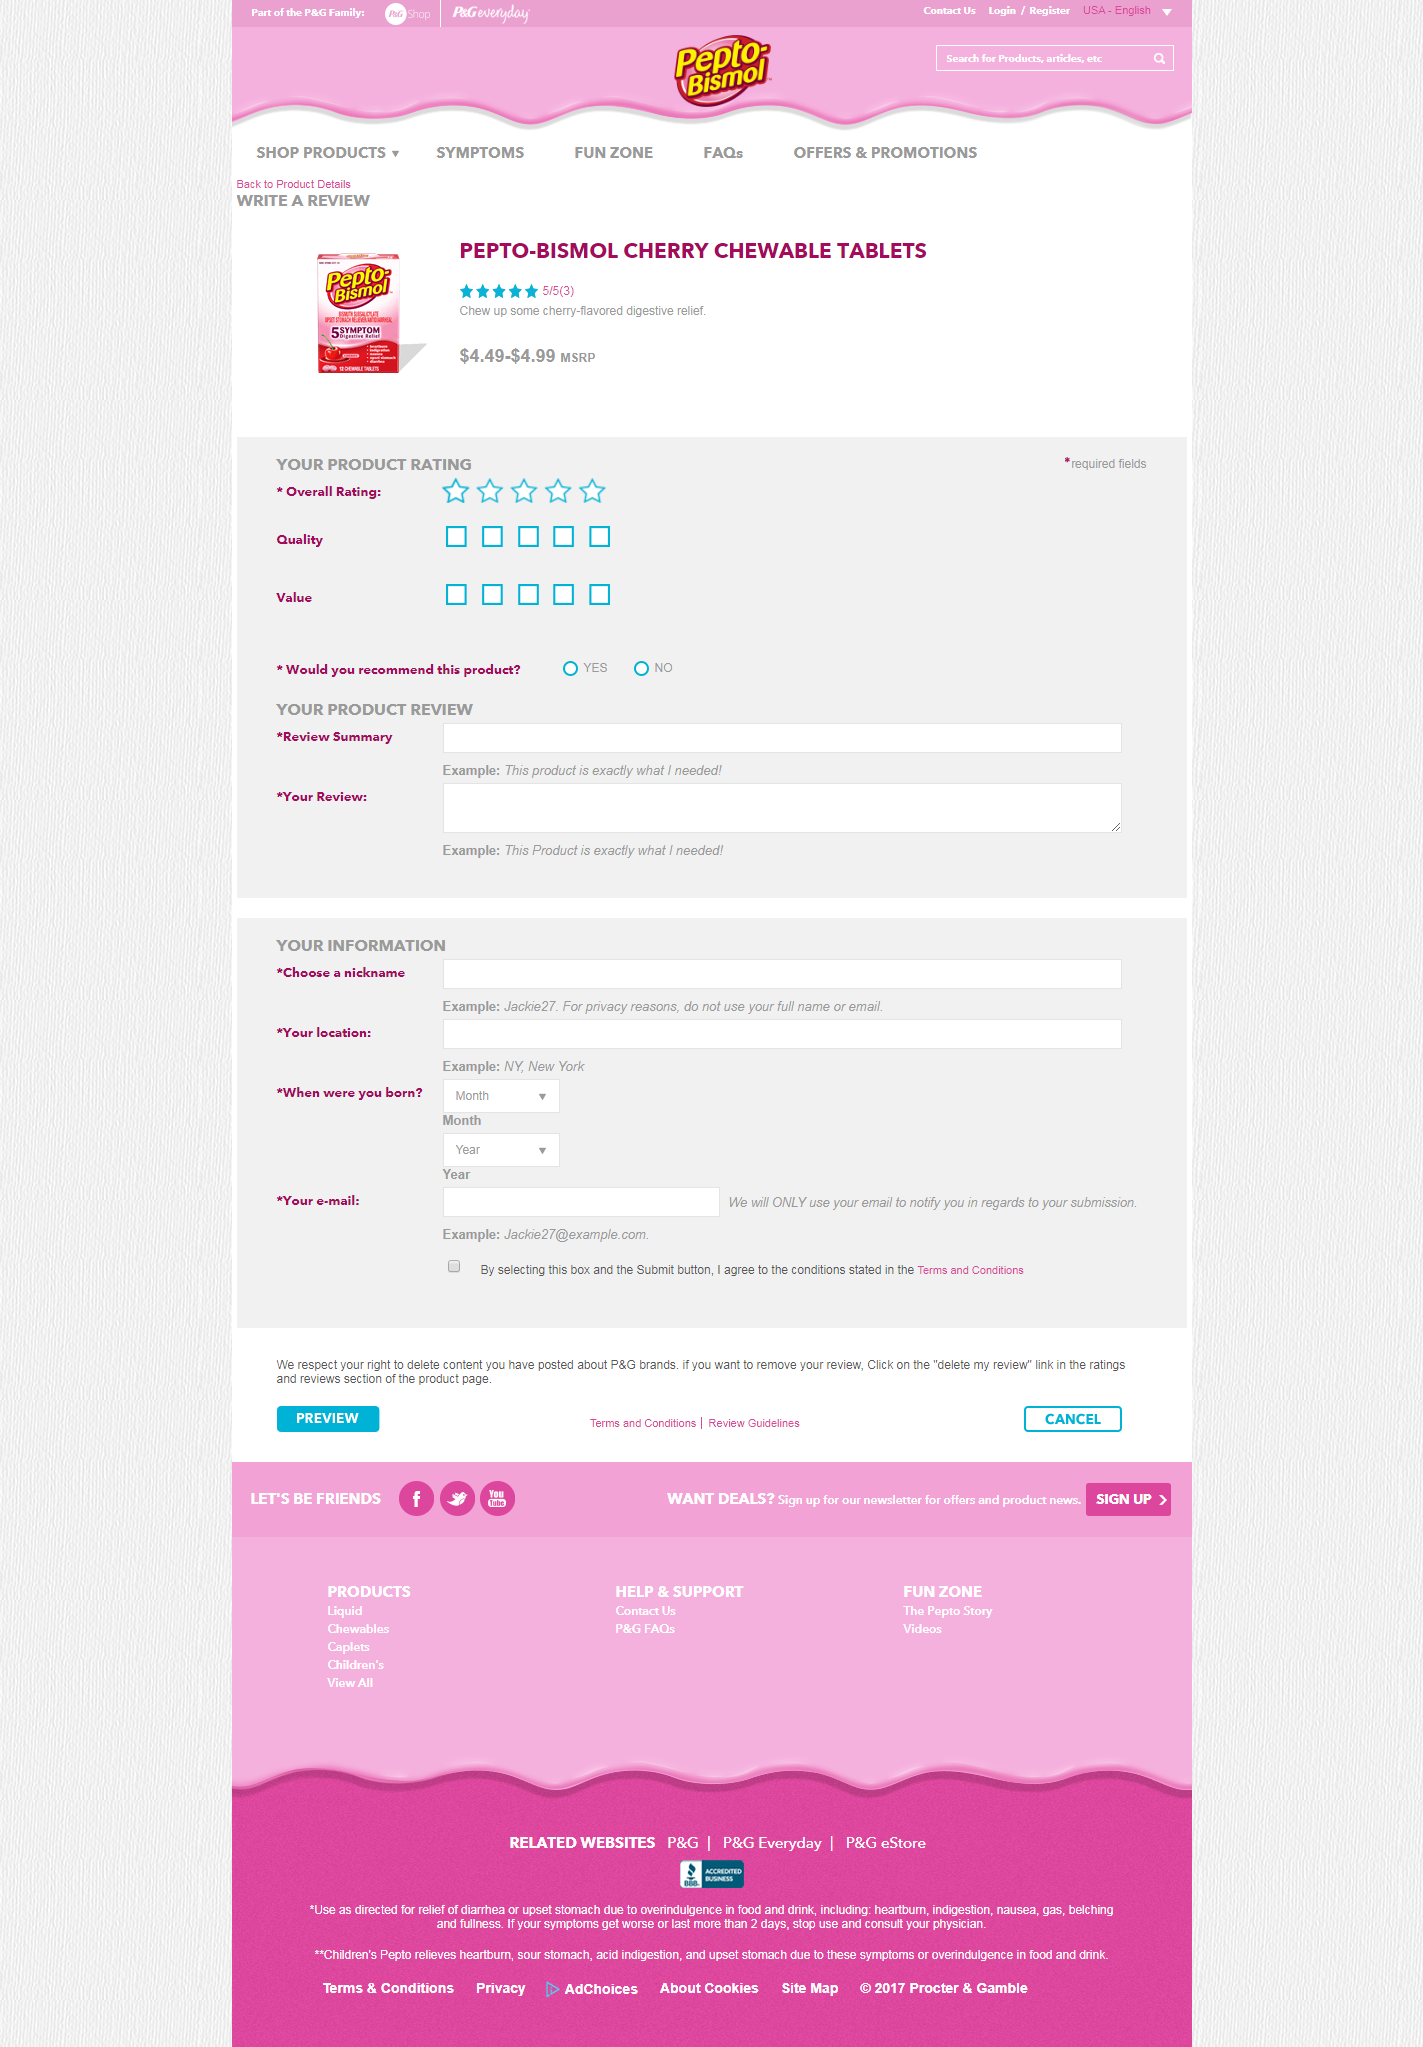 Part of the P&G Family: P&G Shop P&G everyday
Contact Us Login / Register USA - English
Pepto-Bismol
Search for Products, articles, etc
SHOP PRODUCTS SYMPTOMS FUN ZONE FAQs OFFERS & PROMOTIONS
Back to Product Details
WRITE A REVIEW
PEPTO-BISMOL CHERRY CHEWABLE TABLETS
Pepto-Bismol
5 SYMPTOM
Digestive Relief
12 CHEWABLE TABLETS
5/5(3)
Chew up some cherry-flavored digestive relief.
$4.49-$4.99 MSRP
YOUR PRODUCT RATING
*required fields
* Overall Rating:
Quality
Value
* Would you recommend this product? YES NO
YOUR PRODUCT REVIEW
*Review Summary
Example: This product is exactly what I needed!
*Your Review:
Example: This Product is exactly what I needed!
YOUR INFORMATION
*Choose a nickname
Example: Jackie27. For privacy reasons, do not use your full name or email.
*Your location:
Example: NY, New York
*When were you born? Month
Month
Year
Year
*Your e-mail: We will ONLY use your email to notify you in regards to your submission.
Example: Jackie27@example.com.
By selecting this box and the Submit button, I agree to the conditions stated in the Terms and Conditions
We respect your right to delete content you have posted about P&G brands. if you want to remove your review, Click on the "delete my review" link in the ratings
and reviews section of the product page.
PREVIEW Terms and Conditions | Review Guidelines CANCEL
LET'S BE FRIENDS f You Tube WANT DEALS? Sign up for our newsletter for offers and product news. SIGN UP
PRODUCTS
Liquid
Chewables
Caplets
Children's
View All
HELP & SUPPORT
Contact Us
P&G FAQs
FUN ZONE
The Pepto Story
Videos
RELATED WEBSITES P&G | P&G Everyday | P&G eStore
BBB. ACCREDITED BUSINESS
*Use as directed for relief of diarrhea or upset stomach due to overindulgence in food and drink, including: heartburn, indigestion, nausea, gas, belching
and fullness. If your symptoms get worse or last more than 2 days, stop use and consult your physician.
**Children's Pepto relieves heartburn, sour stomach, acid indigestion, and upset stomach due to these symptoms or overindulgence in food and drink.
Terms & Conditions Privacy AdChoices About Cookies Site Map © 2017 Procter & Gamble